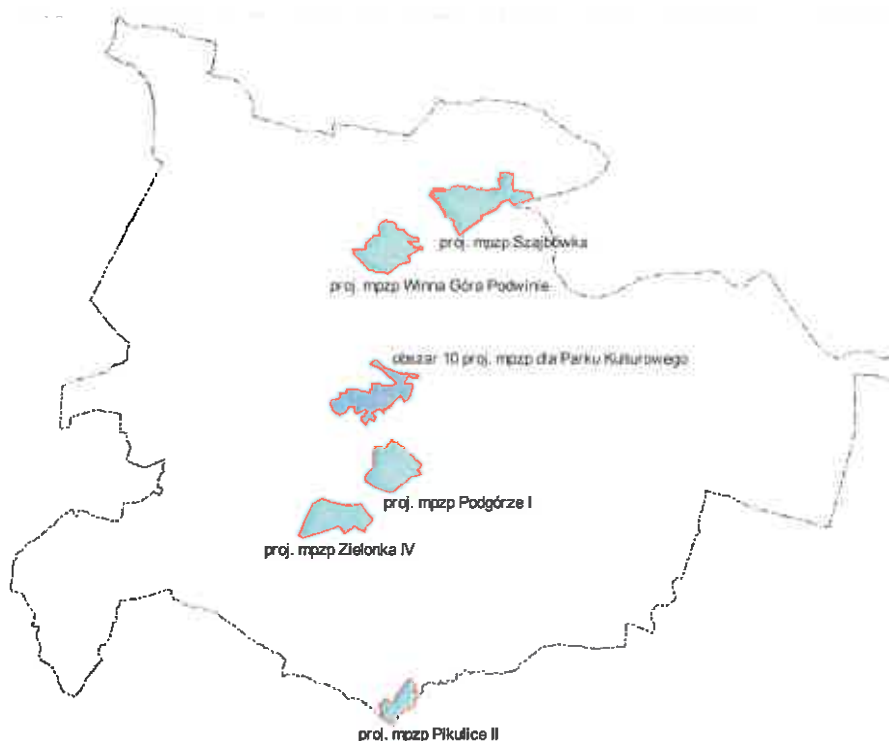 proj. mpzp Szajbówka
proj. mpzp Winna Góra Podwinie
obszar 10 proj. mpzp dla Parku Kulturowego
proj. mpzp Podgórze I
proj. mpzp Zielonka IV
proj. mpzp Pikulice II